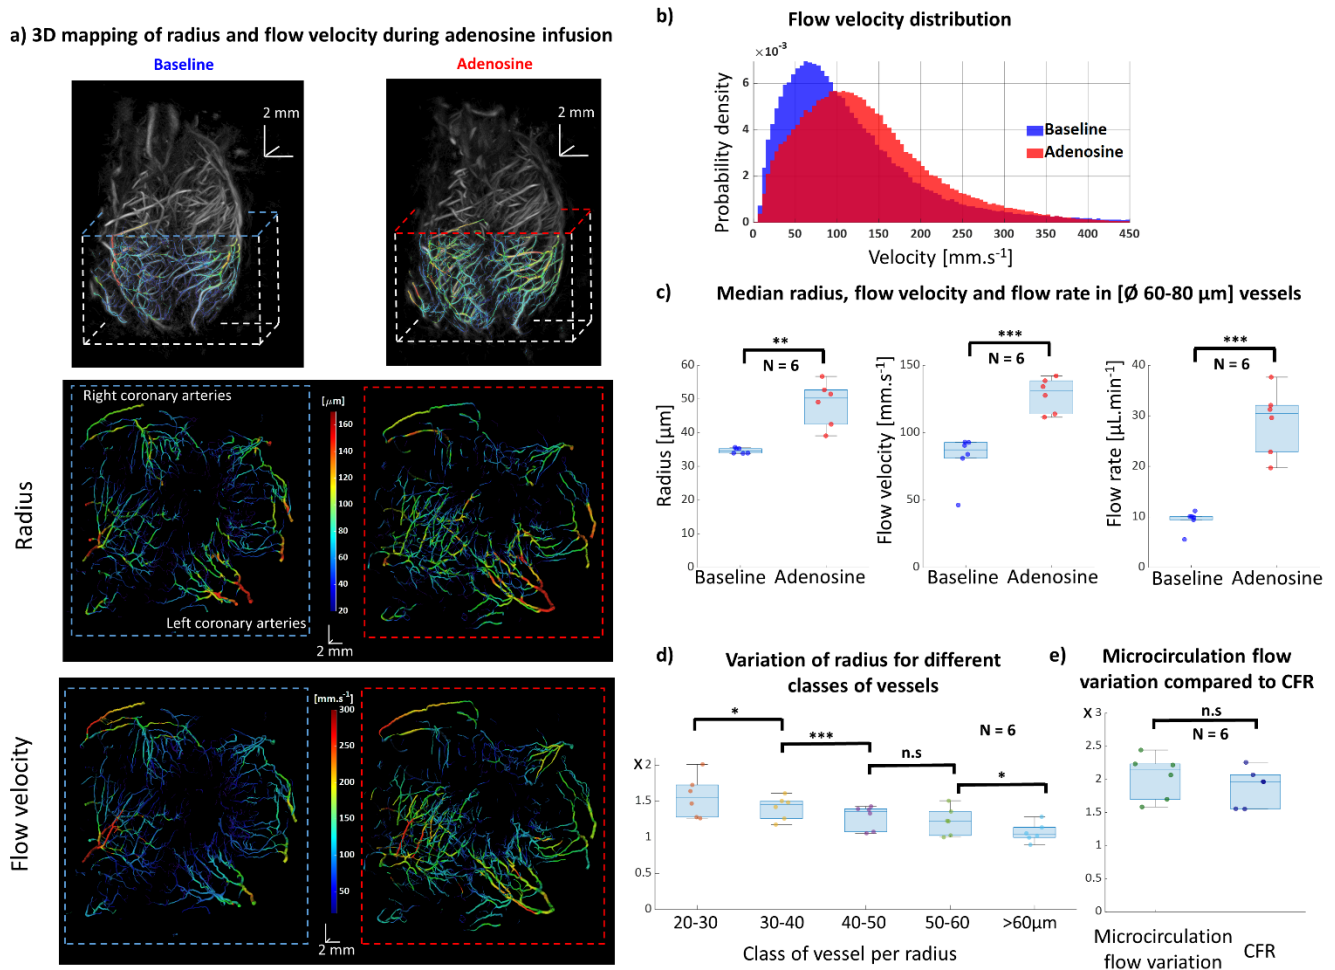 a) 3D mapping of radius and flow velocity during adenosine infusion
Baseline
Adenosine
2 mm
2 mm
Radius
Right coronary arteries
Left coronary arteries
[μm]
160
140
120
100
80
60
40
20
2 mm
Flow velocity
[mm.s⁻¹]
300
250
200
150
100
50
2 mm
b)
Flow velocity distribution
×10⁻³
Probability density
6
4
2
0
Baseline
Adenosine
0 50 100 150 200 250 300 350 400 450
Velocity [mm.s⁻¹]
c)
Median radius, flow velocity and flow rate in [Ø 60-80 μm] vessels
Radius [μm]
60
50
40
30
20
10
0
**
N = 6
Baseline Adenosine
Flow velocity [mm.s⁻¹]
150
100
50
0
***
N = 6
Baseline Adenosine
Flow rate [μL.min⁻¹]
40
30
20
10
0
***
N = 6
Baseline Adenosine
d)
Variation of radius for different
classes of vessels
N = 6
*
***
n.s
*
X 2
1.5
1
0.5
0
20-30 30-40 40-50 50-60 >60μm
Class of vessel per radius
e)
Microcirculation flow
variation compared to CFR
n.s
N = 6
X 3
2.5
2
1.5
1
0.5
0
Microcirculation
flow variation
CFR